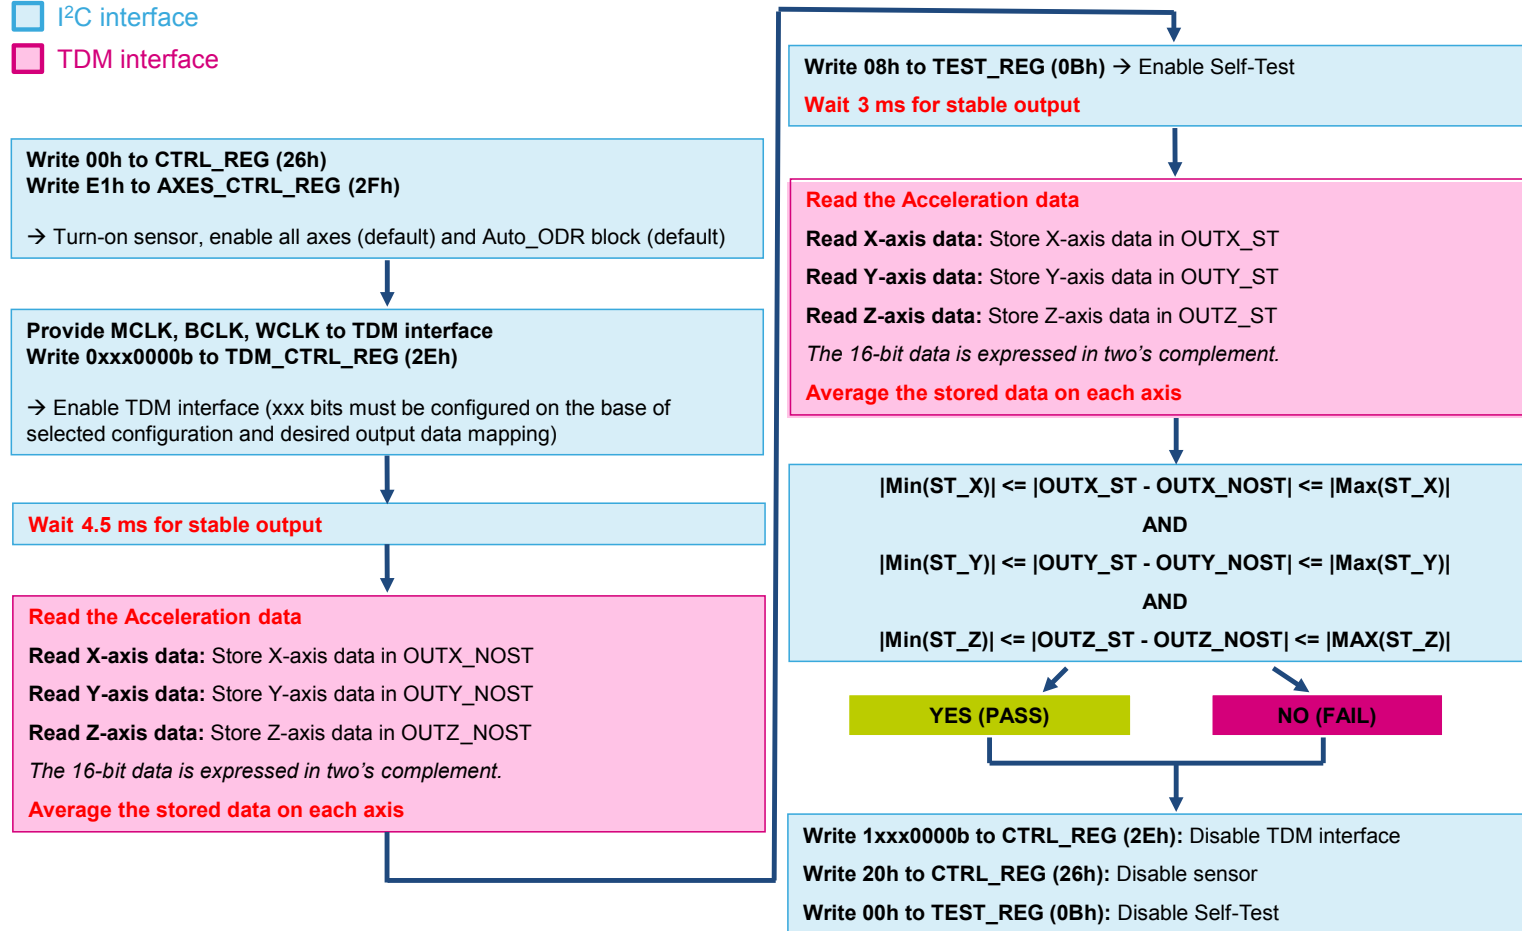 I²C interface
TDM interface
Write 00h to CTRL_REG (26h)
Write E1h to AXES_CTRL_REG (2Fh)
→ Turn-on sensor, enable all axes (default) and Auto_ODR block (default)
Provide MCLK, BCLK, WCLK to TDM interface
Write 0xxx0000b to TDM_CTRL_REG (2Eh)
→ Enable TDM interface (xxx bits must be configured on the base of
selected configuration and desired output data mapping)
Wait 4.5 ms for stable output
Read the Acceleration data
Read X-axis data: Store X-axis data in OUTX_NOST
Read Y-axis data: Store Y-axis data in OUTY_NOST
Read Z-axis data: Store Z-axis data in OUTZ_NOST
The 16-bit data is expressed in two’s complement.
Average the stored data on each axis
Write 08h to TEST_REG (0Bh) → Enable Self-Test
Wait 3 ms for stable output
Read the Acceleration data
Read X-axis data: Store X-axis data in OUTX_ST
Read Y-axis data: Store Y-axis data in OUTY_ST
Read Z-axis data: Store Z-axis data in OUTZ_ST
The 16-bit data is expressed in two’s complement.
Average the stored data on each axis
|Min(ST_X)| <= |OUTX_ST - OUTX_NOST| <= |Max(ST_X)|
AND
|Min(ST_Y)| <= |OUTY_ST - OUTY_NOST| <= |Max(ST_Y)|
AND
|Min(ST_Z)| <= |OUTZ_ST - OUTZ_NOST| <= |MAX(ST_Z)|
YES (PASS)
NO (FAIL)
Write 1xxx0000b to CTRL_REG (2Eh): Disable TDM interface
Write 20h to CTRL_REG (26h): Disable sensor
Write 00h to TEST_REG (0Bh): Disable Self-Test